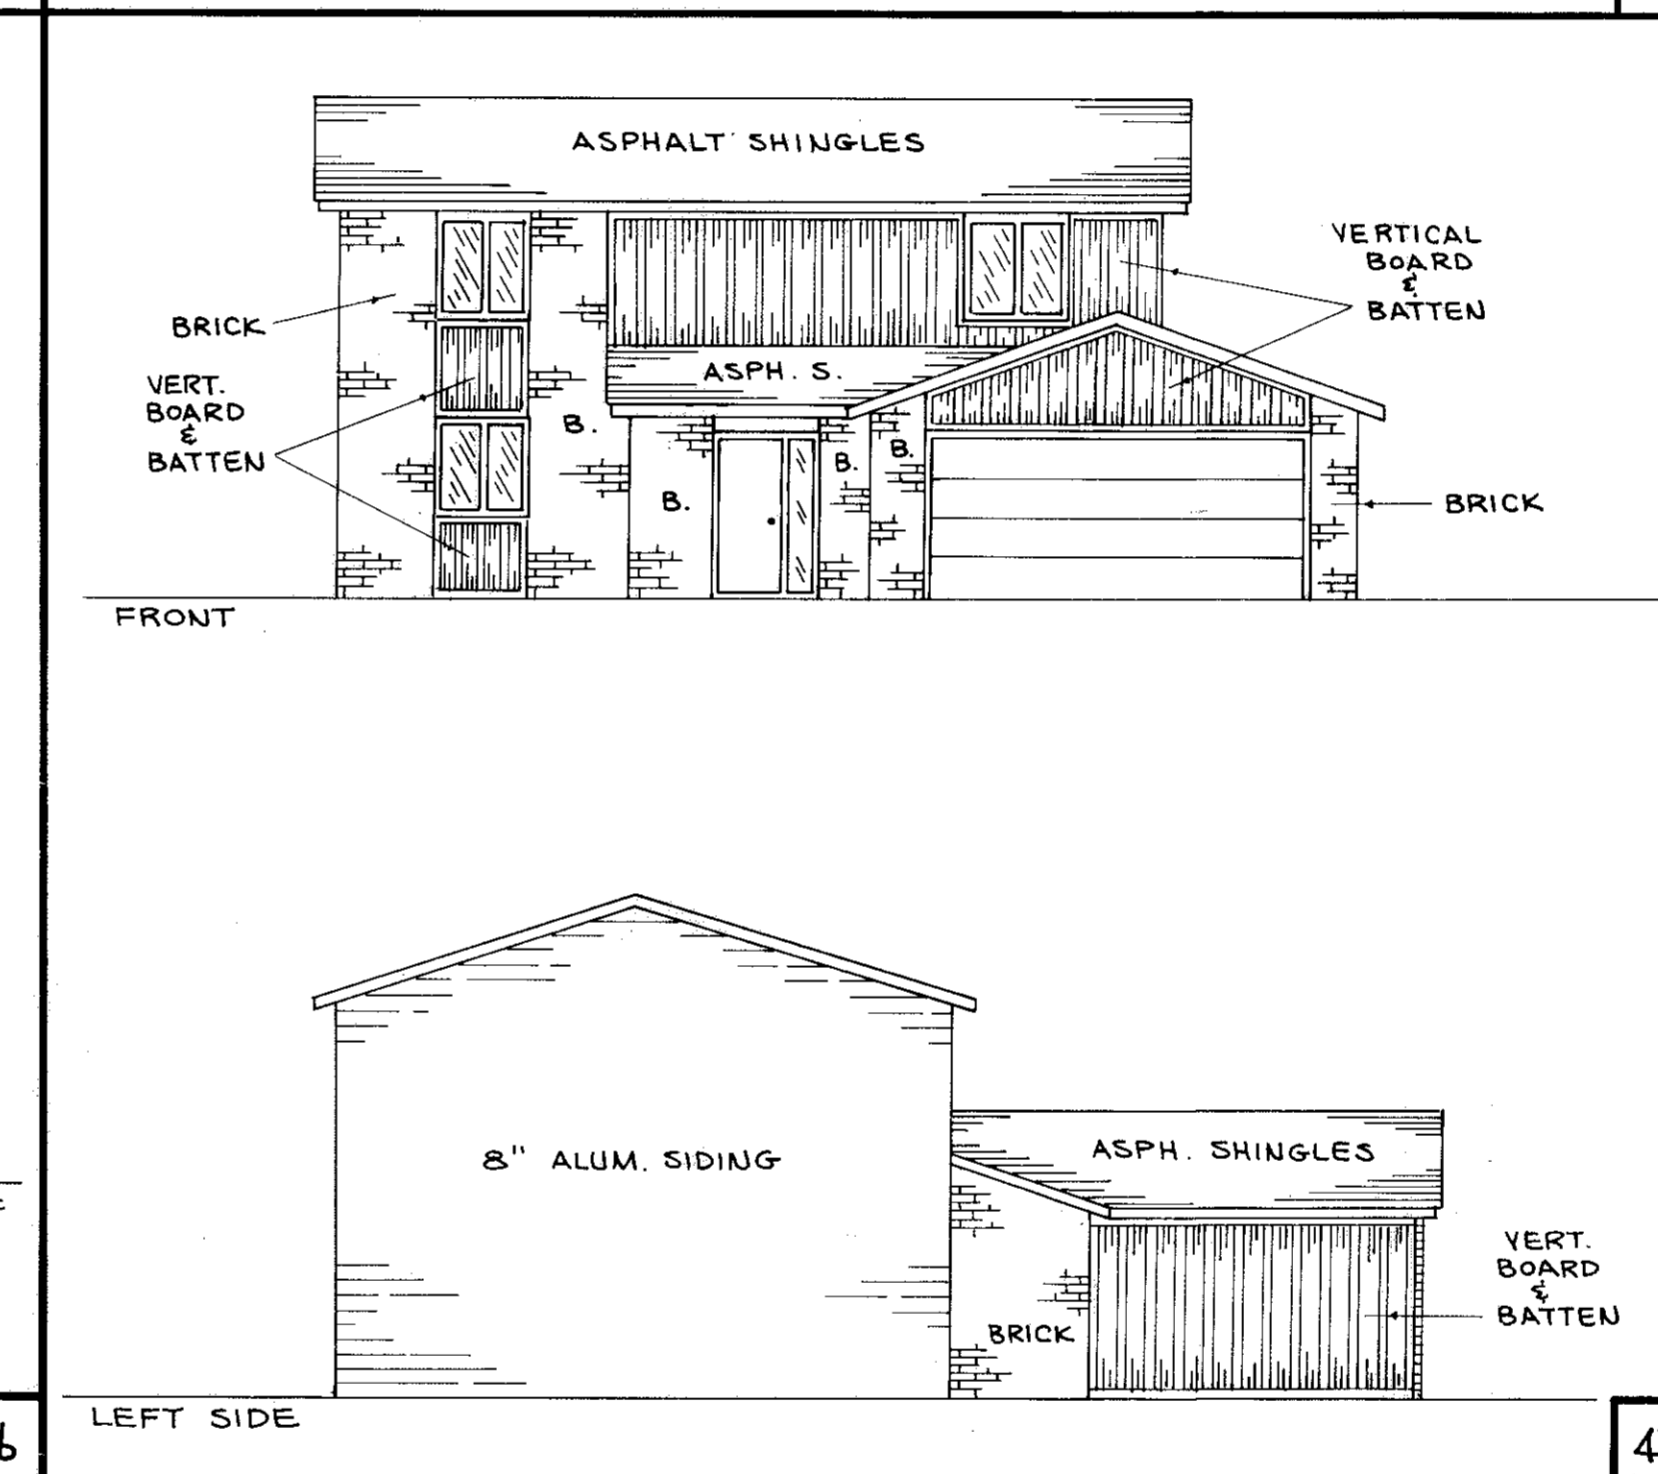 ASPHALT SHINGLES
VERTICAL
BOARD
&
BATTEN
BRICK
VERT.
BOARD
&
BATTEN
ASPH. S.
B.
B.
B.
B.
BRICK
FRONT
8" ALUM. SIDING
ASPH. SHINGLES
BRICK
VERT.
BOARD
&
BATTEN
LEFT SIDE
4